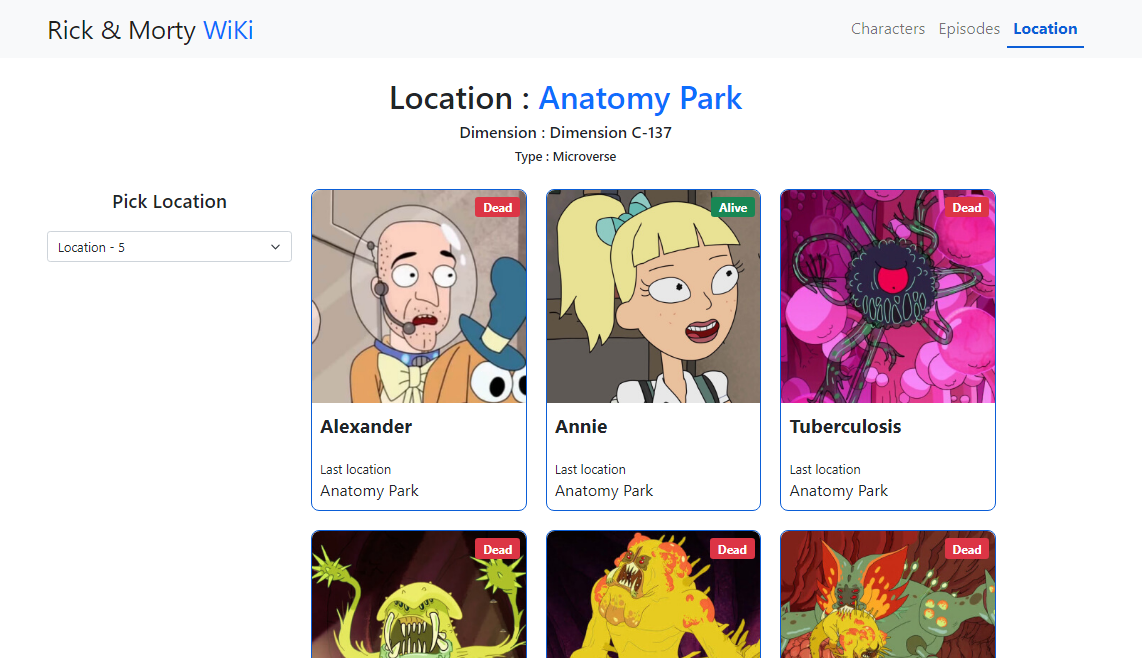 Rick & Morty WiKi
Characters Episodes Location
Location : Anatomy Park
Dimension : Dimension C-137
Type : Microverse
Pick Location
Location - 5
Dead
Alexander
Last location
Anatomy Park
Alive
Annie
Last location
Anatomy Park
Dead
Tuberculosis
Last location
Anatomy Park
Dead
Dead
Dead